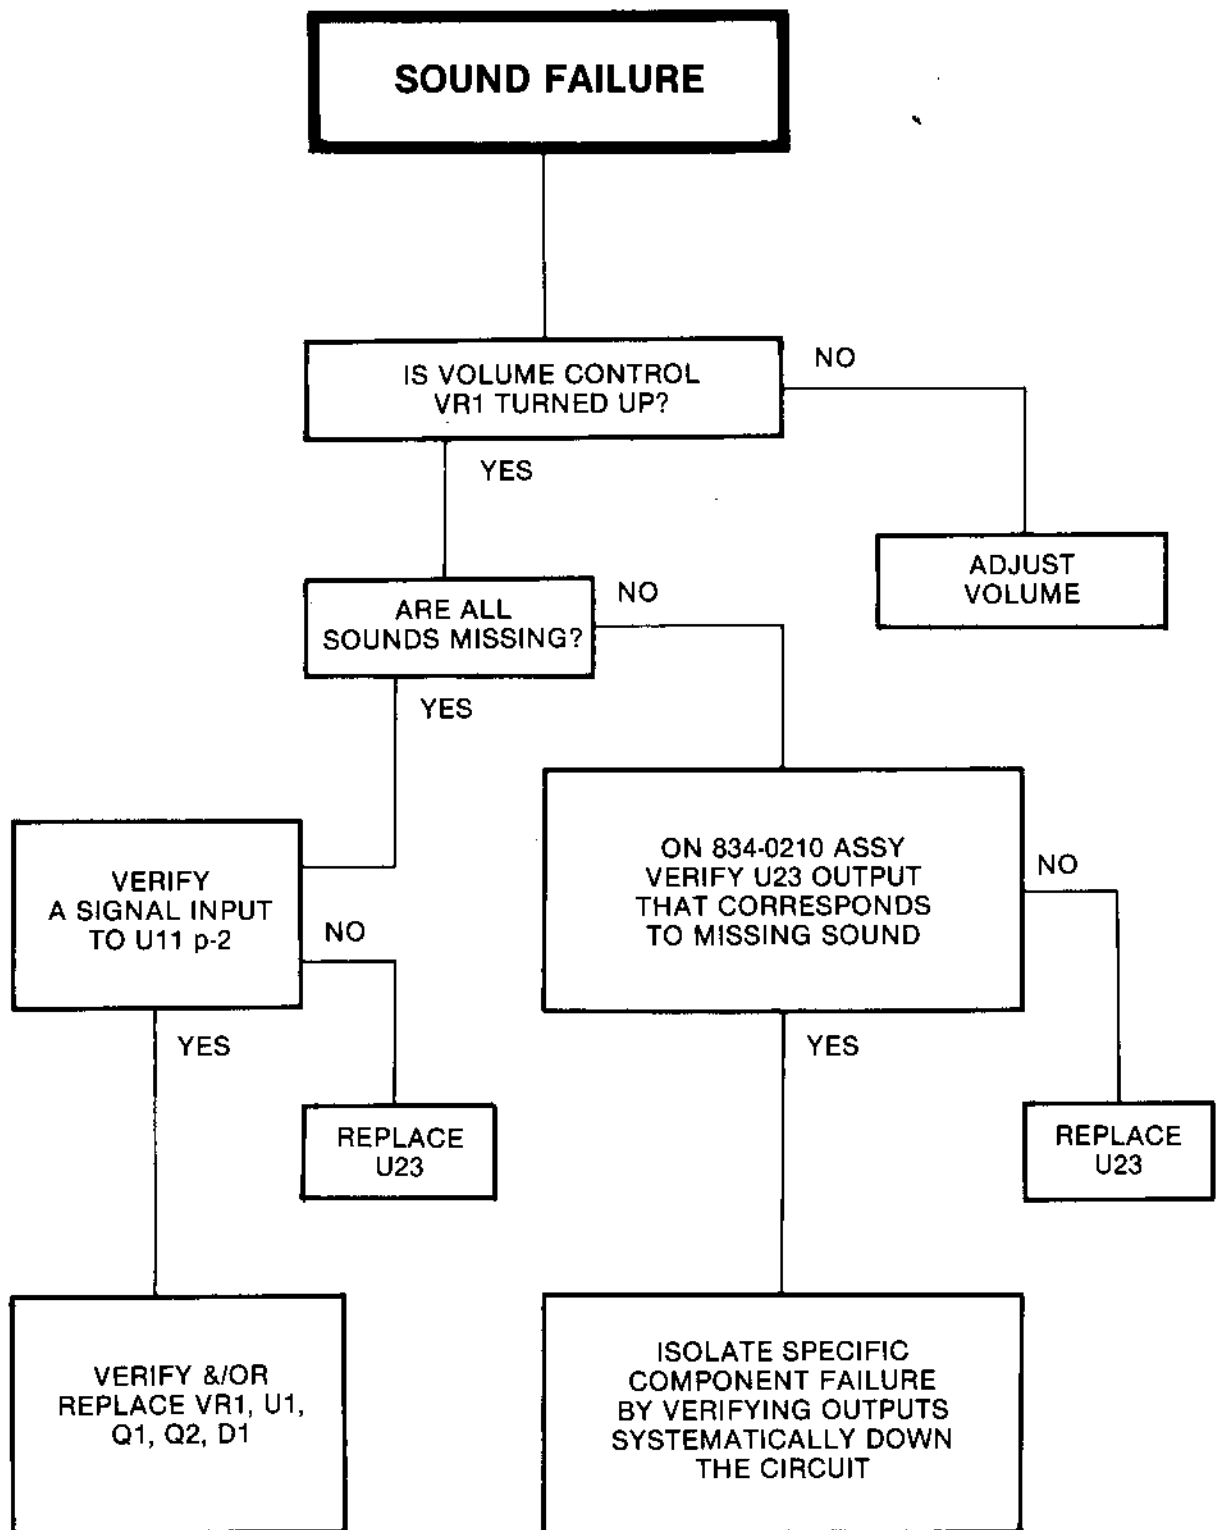 SOUND FAILURE
IS VOLUME CONTROL
VR1 TURNED UP?
NO
YES
ADJUST
VOLUME
ARE ALL
SOUNDS MISSING?
NO
YES
VERIFY
A SIGNAL INPUT
TO U11 p-2
NO
YES
ON 834-0210 ASSY
VERIFY U23 OUTPUT
THAT CORRESPONDS
TO MISSING SOUND
NO
YES
REPLACE
U23
REPLACE
U23
VERIFY &/OR
REPLACE VR1, U1,
Q1, Q2, D1
ISOLATE SPECIFIC
COMPONENT FAILURE
BY VERIFYING OUTPUTS
SYSTEMATICALLY DOWN
THE CIRCUIT